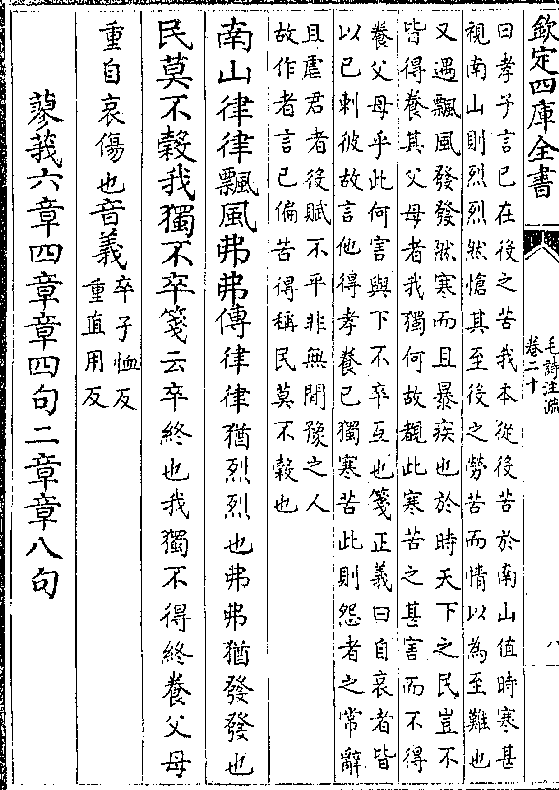 欽定四庫全書
毛詩注疏
卷二十
八
曰孝子言已在後之苦我本從後苦於南山值時寒甚
視南山則烈烈然愴其至後之勞苦而情以為至難也
又遇飄風發發然寒而且暴疾也於時天下之民豈不
皆得養其父母者我獨何故覩此寒苦之甚害而不得
養父母乎此何害與下不卒互也箋正義曰自哀者皆
以已刺彼故言他得孝養已獨寒苦此則怨者之常辭
且虐君者後賦不平非無閒豫之人
故作者言已偏苦得稱民莫不穀也
南山律律飄風弗弗傳律律猶烈烈也弗弗猶發發也
民莫不穀我獨不卒箋云卒終也我獨不得終養父母
重自哀傷也音義卒子恤反
重直用反
蓼莪六章四章章四句二章章八句